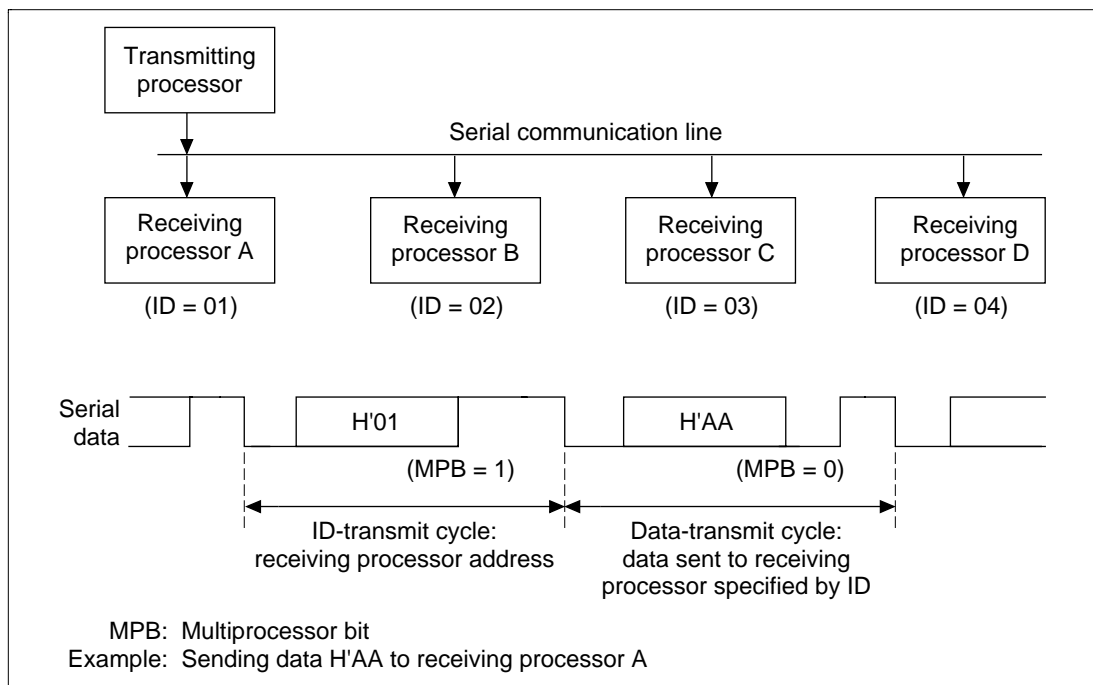 Transmitting
processor
Serial communication line
Receiving
processor A
Receiving
processor B
Receiving
processor C
Receiving
processor D
(ID = 01)
(ID = 02)
(ID = 03)
(ID = 04)
Serial
data
H'01
H'AA
(MPB = 1)
(MPB = 0)
ID-transmit cycle:
receiving processor address
Data-transmit cycle:
data sent to receiving
processor specified by ID
MPB: Multiprocessor bit
Example: Sending data H'AA to receiving processor A